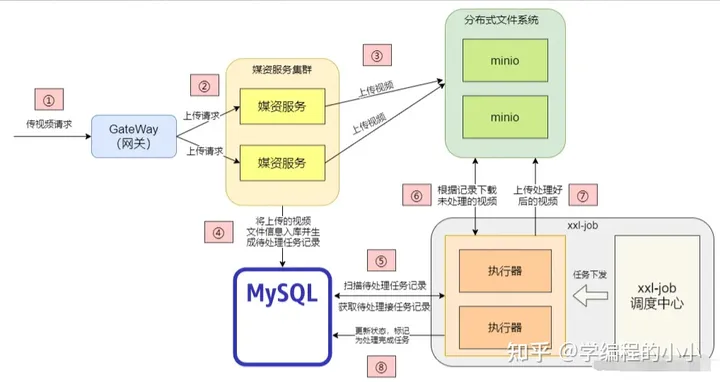 ①
传视频请求
GateWay
（网关）
②
上传请求
上传请求
媒资服务集群
媒资服务
媒资服务
③
上传视频
上传视频
分布式文件系统
minio
minio
④
将上传的视频
文件信息入库并生
成待处理任务记录
MySQL
⑤
扫描待处理任务记录
获取待处理接任务记录
更新状态，标记
为处理完成任务
⑧
⑥
根据记录下载
未处理的视频
上传处理好
后的视频
⑦
xxl-job
执行器
执行器
任务下发
xxl-job
调度中心
知乎 @学编程的小小